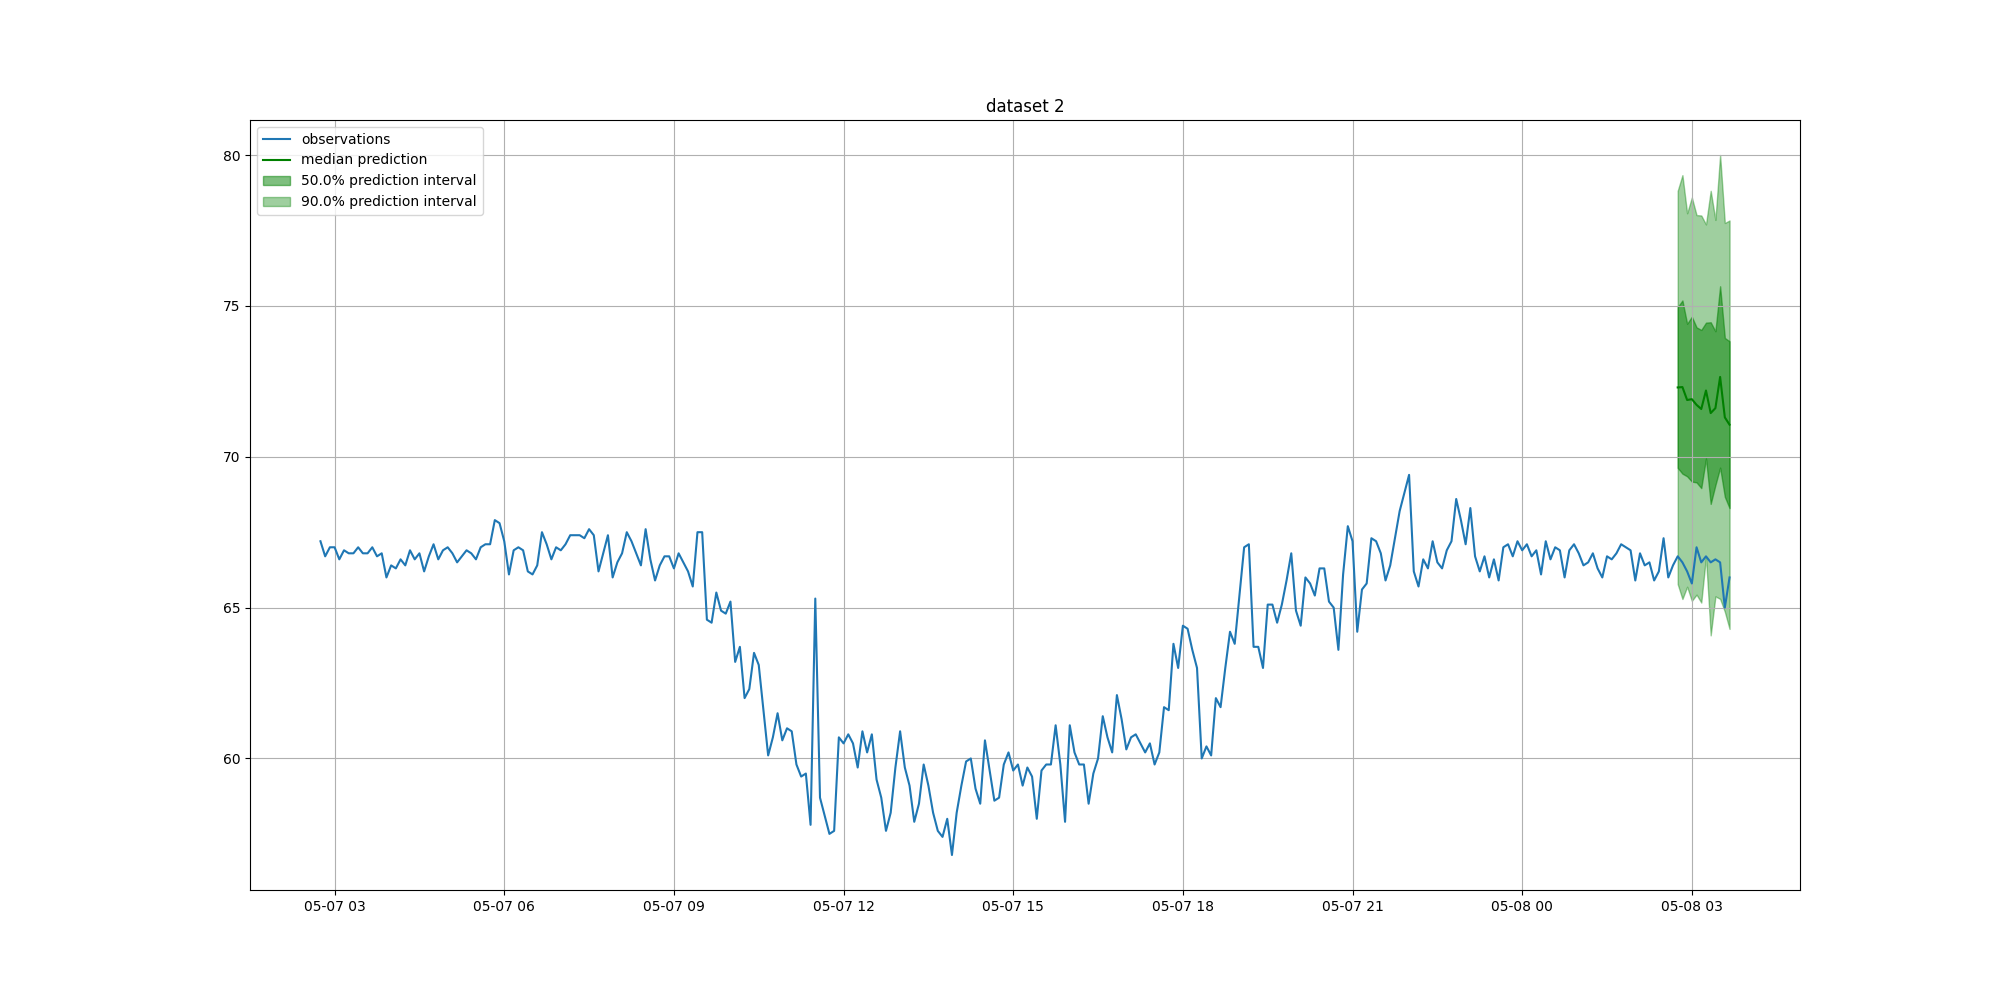 dataset 2
observations
median prediction
50.0% prediction interval
90.0% prediction interval
80
75
70
65
60
05-07 03 05-07 06 05-07 09 05-07 12 05-07 15 05-07 18 05-07 21 05-08 00 05-08 03